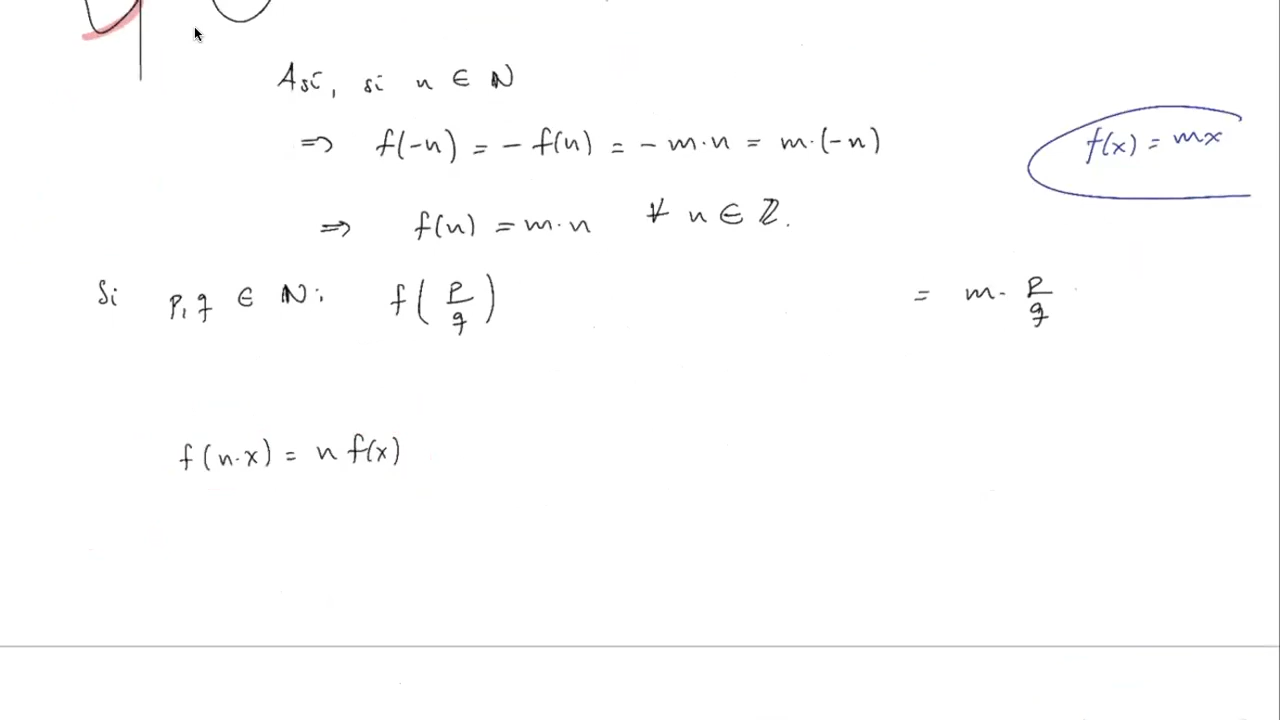 Así, si n ∈ N
⇒ f(-n) = - f(n) = - m·n = m·(-n)
f(x) = mx
⇒ f(n) = m·n ∀ n ∈ Z.
Si p, q ∈ N: f(p/q) = m· p/q
f(n·x) = n f(x)